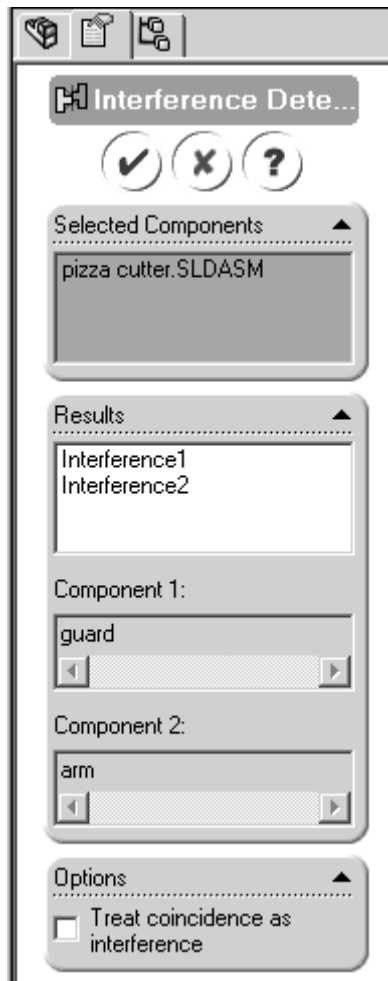 Interference Dete...
?
Selected Components
pizza cutter.SLDASM
Results
Interference1
Interference2
Component 1:
guard
Component 2:
arm
Options
Treat coincidence as
interference